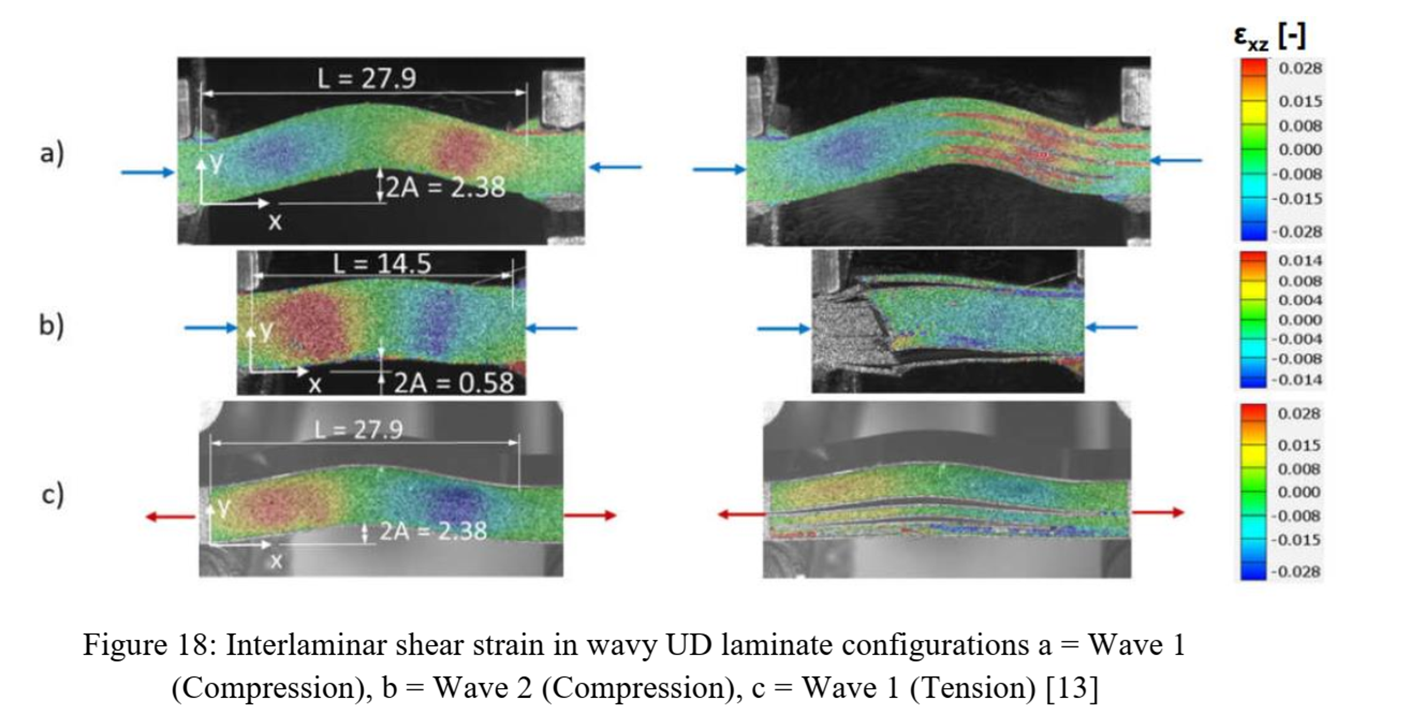 εxz [-]
a)
L = 27.9
y
x
2A = 2.38
0.028
0.015
0.008
0.000
-0.008
-0.015
-0.028
b)
L = 14.5
y
x
2A = 0.58
0.014
0.008
0.004
0.000
-0.004
-0.008
-0.014
c)
L = 27.9
y
x
2A = 2.38
0.028
0.015
0.008
0.000
-0.008
-0.015
-0.028
Figure 18: Interlaminar shear strain in wavy UD laminate configurations a = Wave 1
(Compression), b = Wave 2 (Compression), c = Wave 1 (Tension) [13]